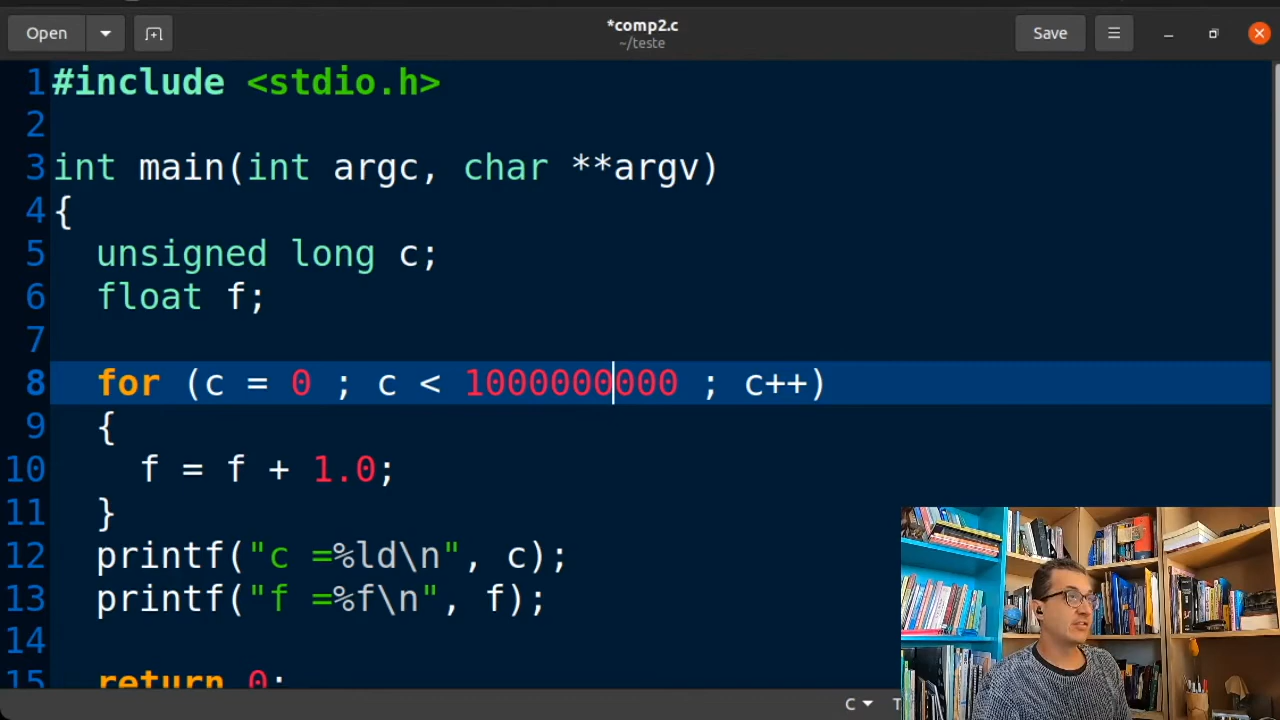 Open
*comp2.c
~/teste
Save
1 #include <stdio.h>
2
3 int main(int argc, char **argv)
4 {
5 unsigned long c;
6 float f;
7
8 for (c = 0 ; c < 1000000000 ; c++)
9 {
10 f = f + 1.0;
11 }
12 printf("c =%ld\n", c);
13 printf("f =%f\n", f);
14
15 return 0;
C
T